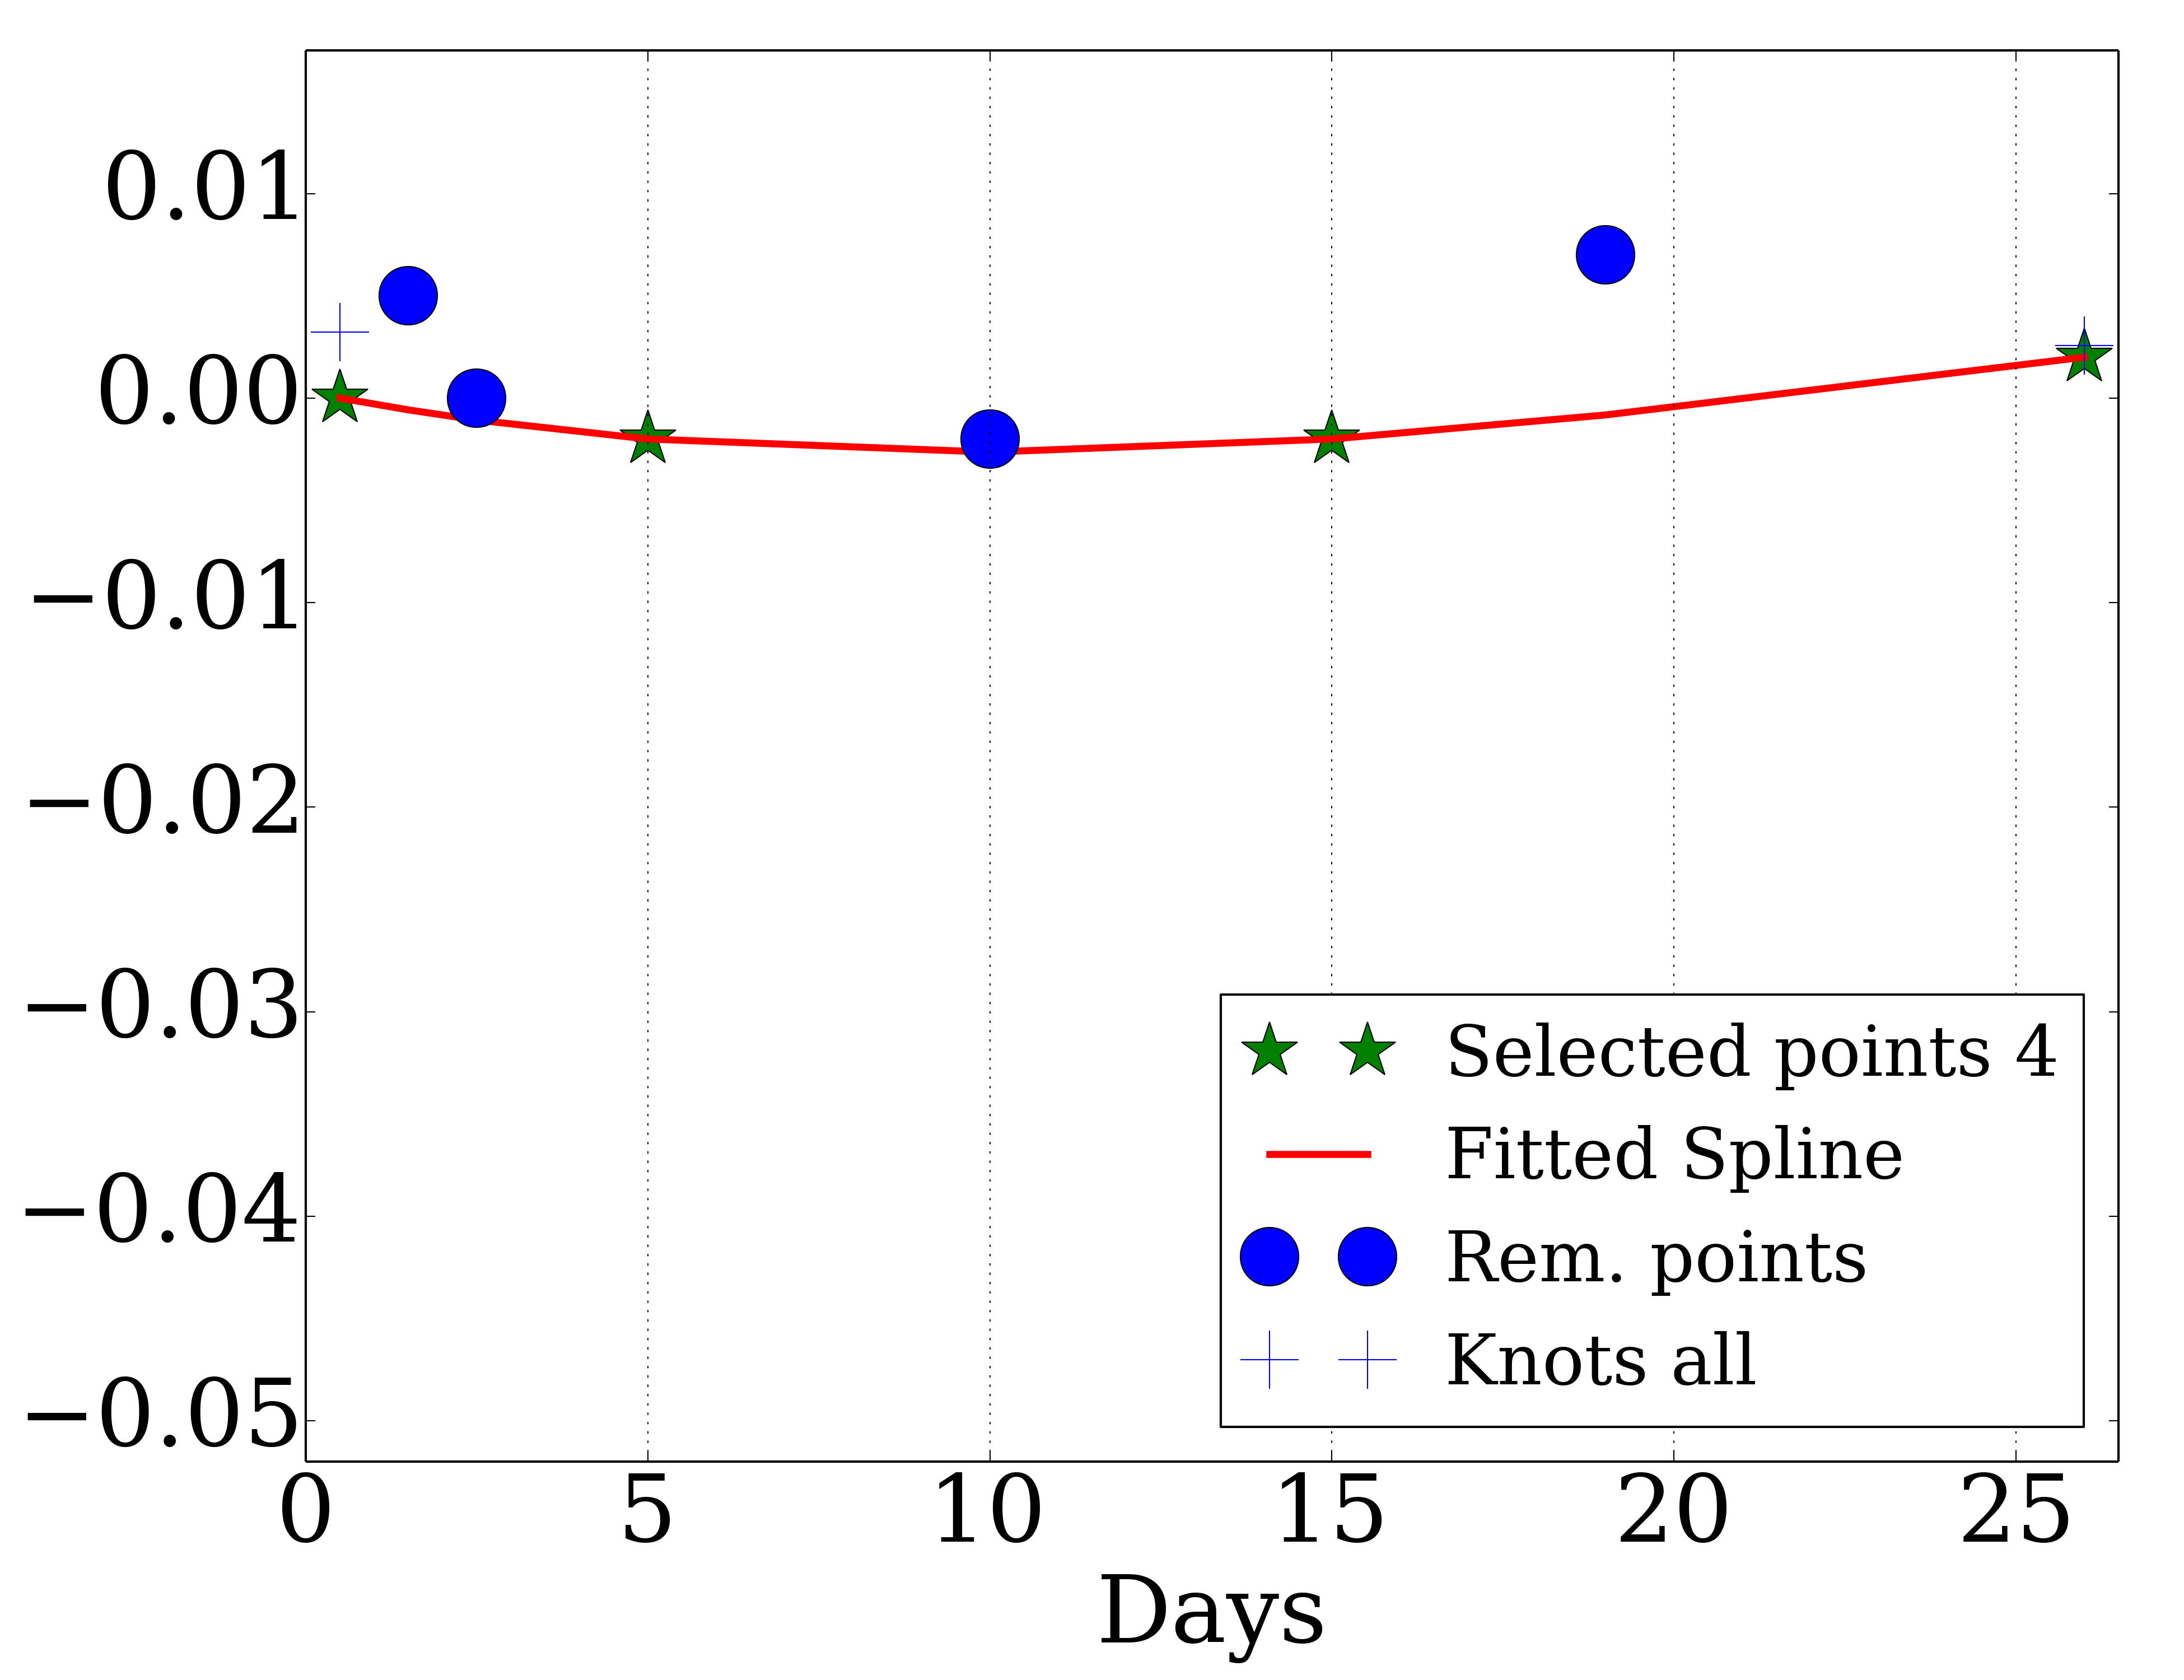 0.01
0.00
−0.01
−0.02
−0.03
−0.04
−0.05
Selected points 4
Fitted Spline
Rem. points
Knots all
0 5 10 15 20 25
Days